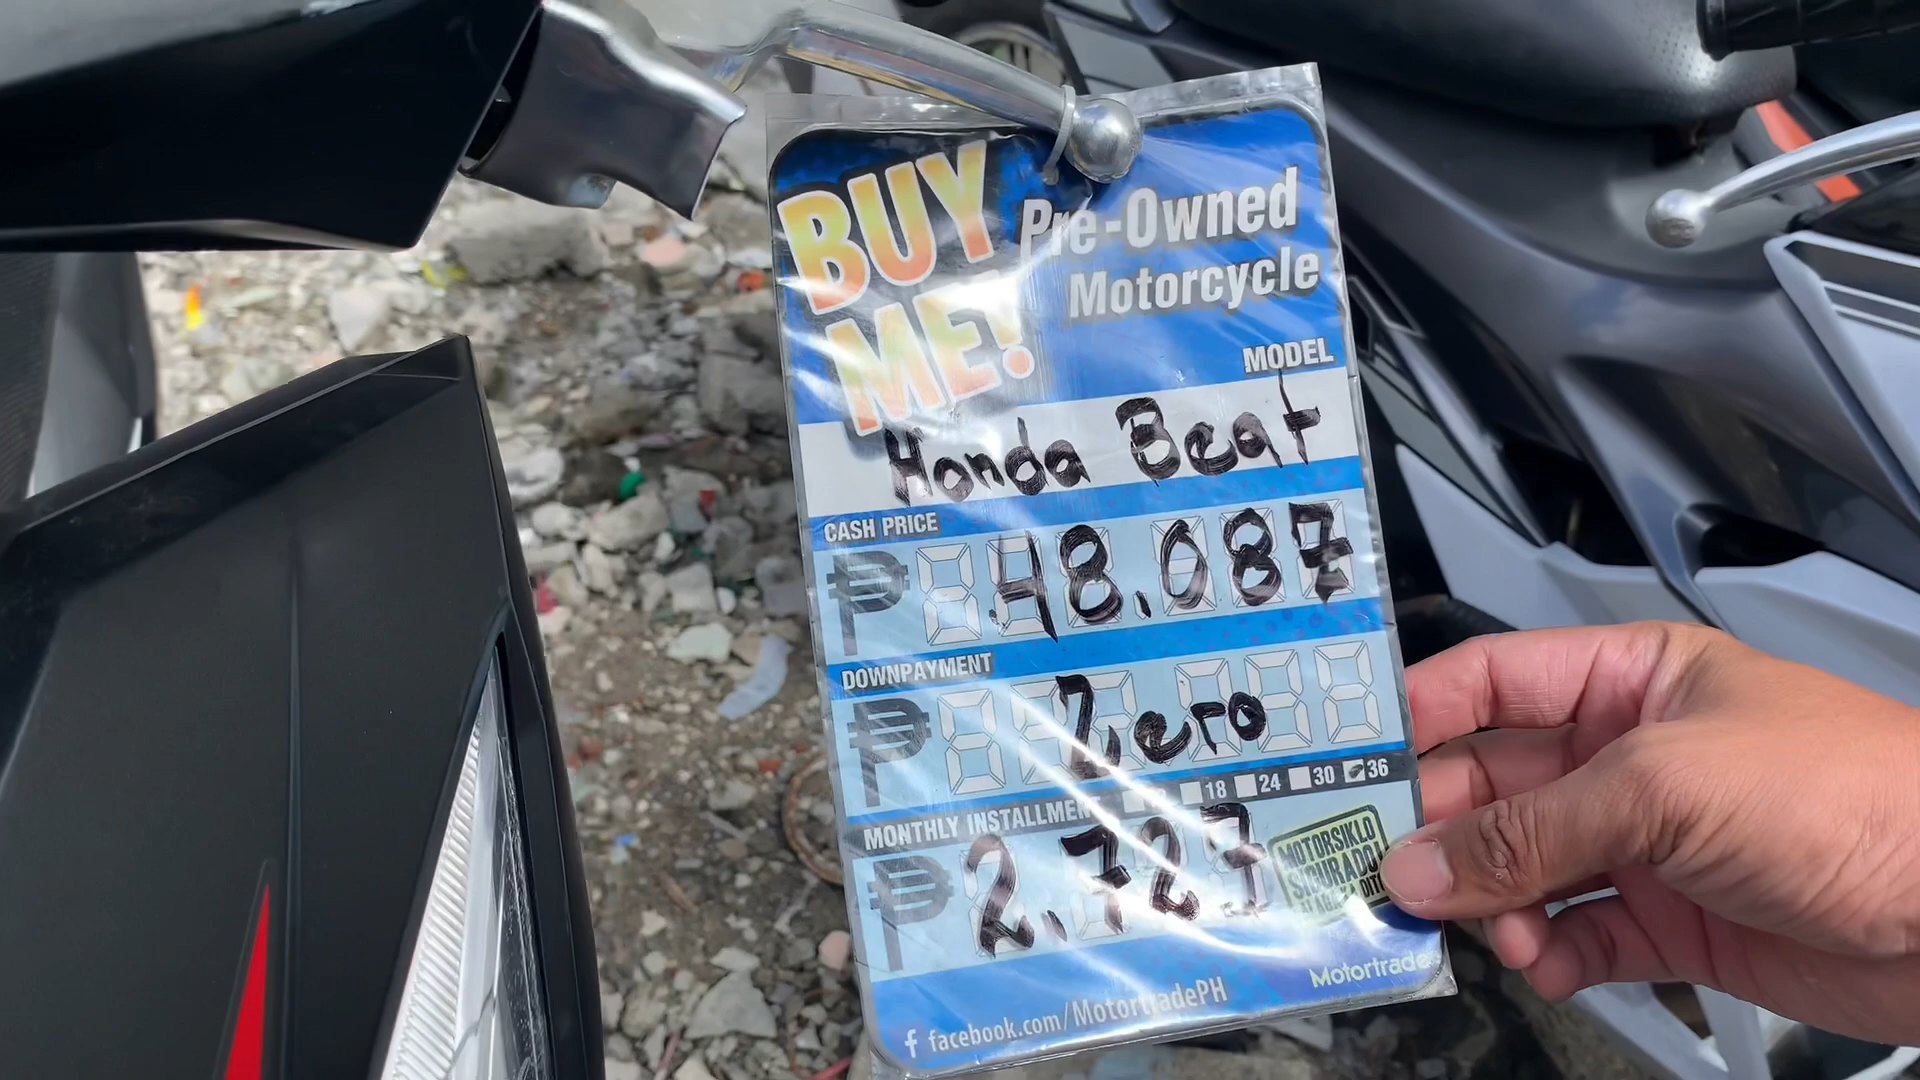 BUY
ME!
Pre-Owned
Motorcycle
MODEL
Honda Beat
CASH PRICE
₱ 48.087
DOWNPAYMENT
₱ Zero
MONTHLY INSTALLMENT 18 24 30 36
₱ 2.727
MOTORSIKLO
SIGURADO!
Motortrade
facebook.com/MotortradePH